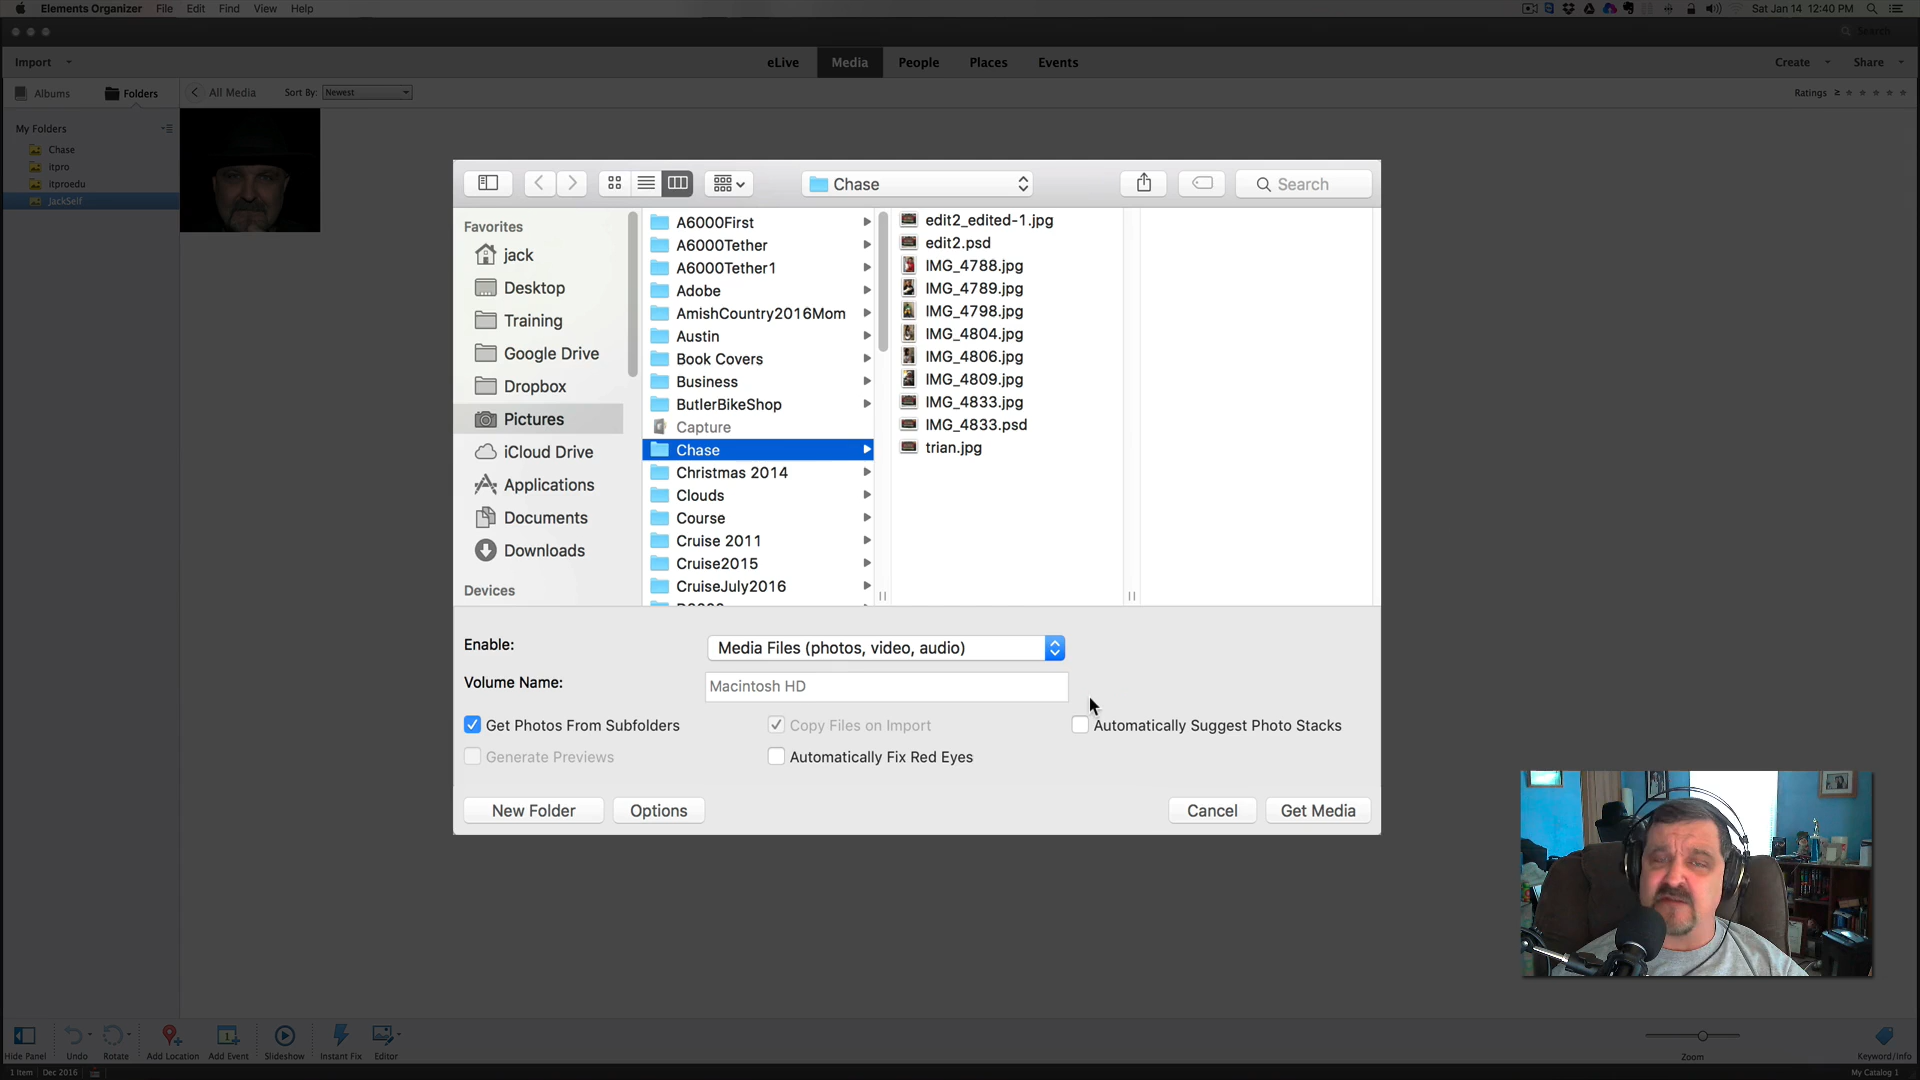 Elements Organizer File Edit Find View Help
Sat Jan 14 12:40 PM
Search
Import
eLive Media People Places Events
Create Share
Albums Folders
All Media Sort By: Newest
Ratings ≥
My Folders
Chase
itpro
itproedu
JackSelf
Chase
Search
Favorites
jack
Desktop
Training
Google Drive
Dropbox
Pictures
iCloud Drive
Applications
Documents
Downloads
Devices
A6000First
A6000Tether
A6000Tether1
Adobe
AmishCountry2016Mom
Austin
Book Covers
Business
ButlerBikeShop
Capture
Chase
Christmas 2014
Clouds
Course
Cruise 2011
Cruise2015
CruiseJuly2016
edit2_edited-1.jpg
edit2.psd
IMG_4788.jpg
IMG_4789.jpg
IMG_4798.jpg
IMG_4804.jpg
IMG_4806.jpg
IMG_4809.jpg
IMG_4833.jpg
IMG_4833.psd
trian.jpg
Enable: Media Files (photos, video, audio)
Volume Name: Macintosh HD
Get Photos From Subfolders Copy Files on Import Automatically Suggest Photo Stacks
Generate Previews Automatically Fix Red Eyes
New Folder Options Cancel Get Media
Hide Panel Undo Rotate Add Location Add Event Slideshow Instant Fix Editor Zoom Keyword/Info
1 Item Dec 2016 My Catalog 1